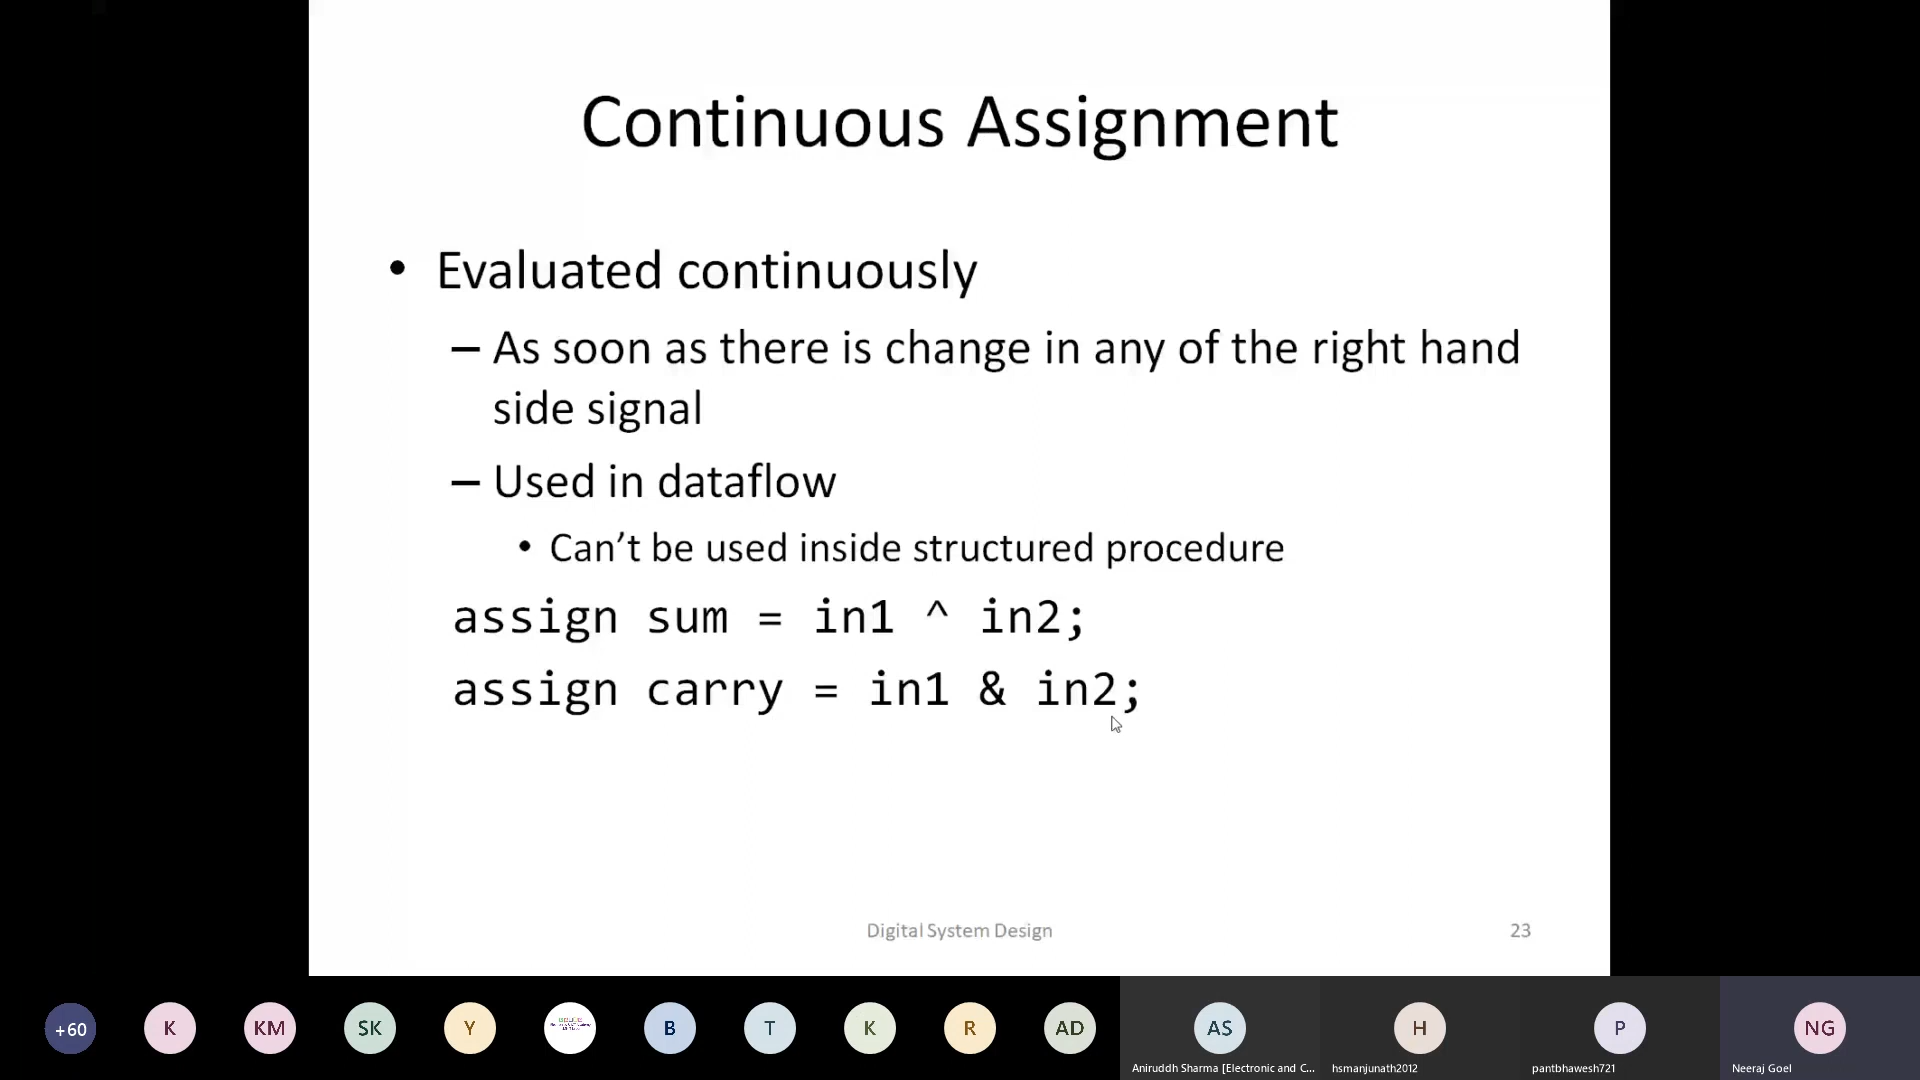 Continuous Assignment
• Evaluated continuously
– As soon as there is change in any of the right hand
side signal
– Used in dataflow
• Can’t be used inside structured procedure
assign sum = in1 ^ in2;
assign carry = in1 & in2;
Digital System Design
23
+60
K
KM
SK
Y
B
T
K
R
AD
AS
H
P
NG
Aniruddh Sharma [Electronic and C...
hsmanjunath2012
pantbhawesh721
Neeraj Goel